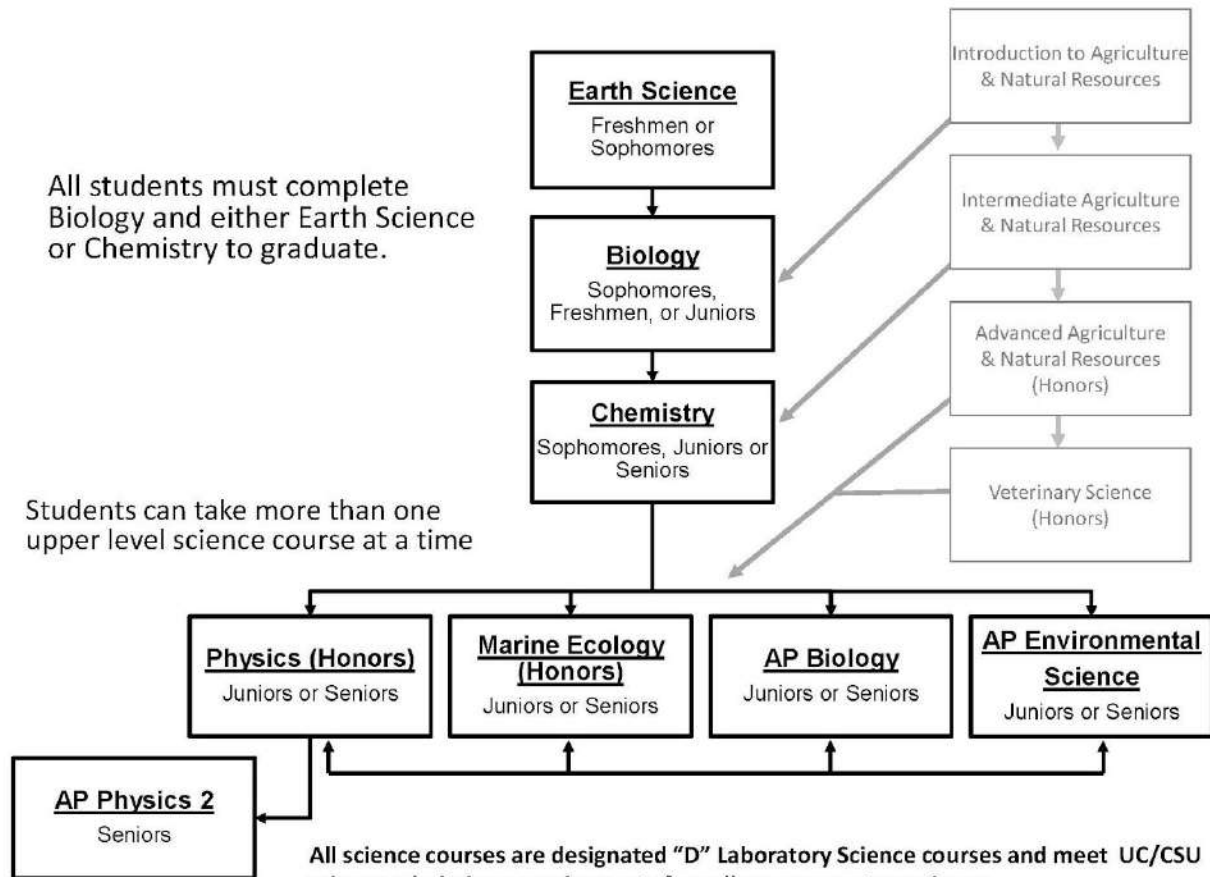 Earth Science
Freshmen or
Sophomores
Introduction to Agriculture
& Natural Resources
All students must complete
Biology and either Earth Science
or Chemistry to graduate.
Intermediate Agriculture
& Natural Resources
Biology
Sophomores,
Freshmen, or Juniors
Advanced Agriculture
& Natural Resources
(Honors)
Chemistry
Sophomores, Juniors or
Seniors
Veterinary Science
(Honors)
Students can take more than one
upper level science course at a time
Physics (Honors)
Juniors or Seniors
Marine Ecology
(Honors)
Juniors or Seniors
AP Biology
Juniors or Seniors
AP Environmental
Science
Juniors or Seniors
AP Physics 2
Seniors
All science courses are designated “D” Laboratory Science courses and meet UC/CSU